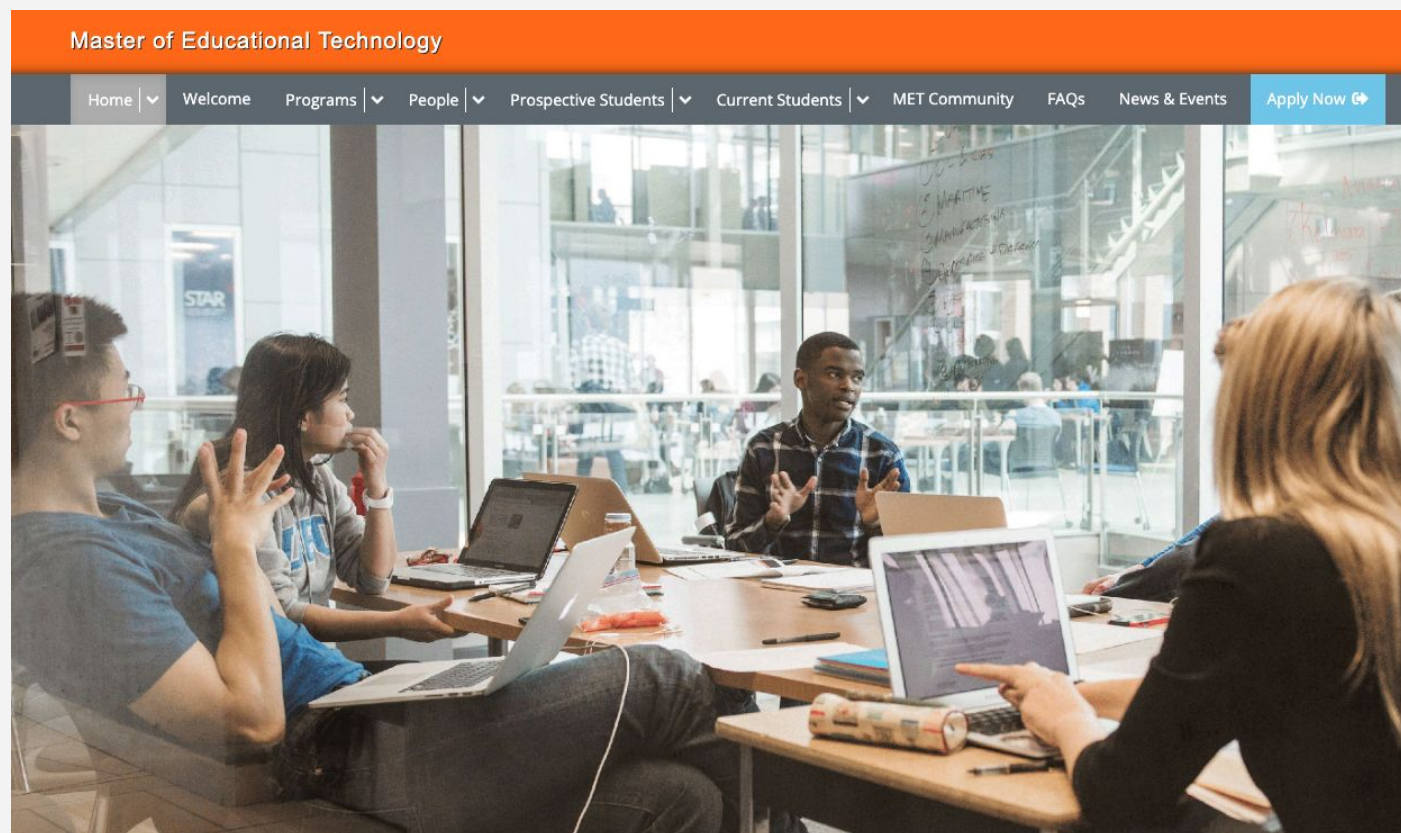 Master of Educational Technology
Home Welcome Programs People Prospective Students Current Students MET Community FAQs News & Events Apply Now
STAR
MARITIME